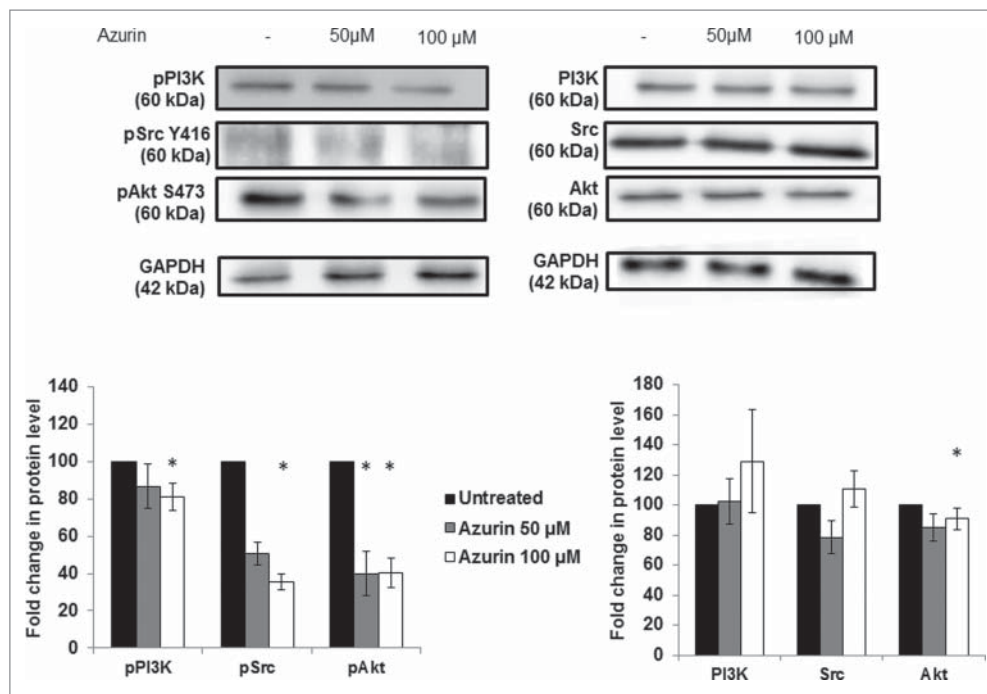 Azurin - 50µM 100 µM - 50µM 100 µM
pPI3K
(60 kDa)
PI3K
(60 kDa)
pSrc Y416
(60 kDa)
Src
(60 kDa)
pAkt S473
(60 kDa)
Akt
(60 kDa)
GAPDH
(42 kDa)
GAPDH
(42 kDa)
Fold change in protein level
140
120
100
80
60
40
20
0
* * * *
pPI3K pSrc pAkt
Untreated
Azurin 50 µM
Azurin 100 µM
Fold change in protein level
180
160
140
120
100
80
60
40
20
0
*
PI3K Src Akt